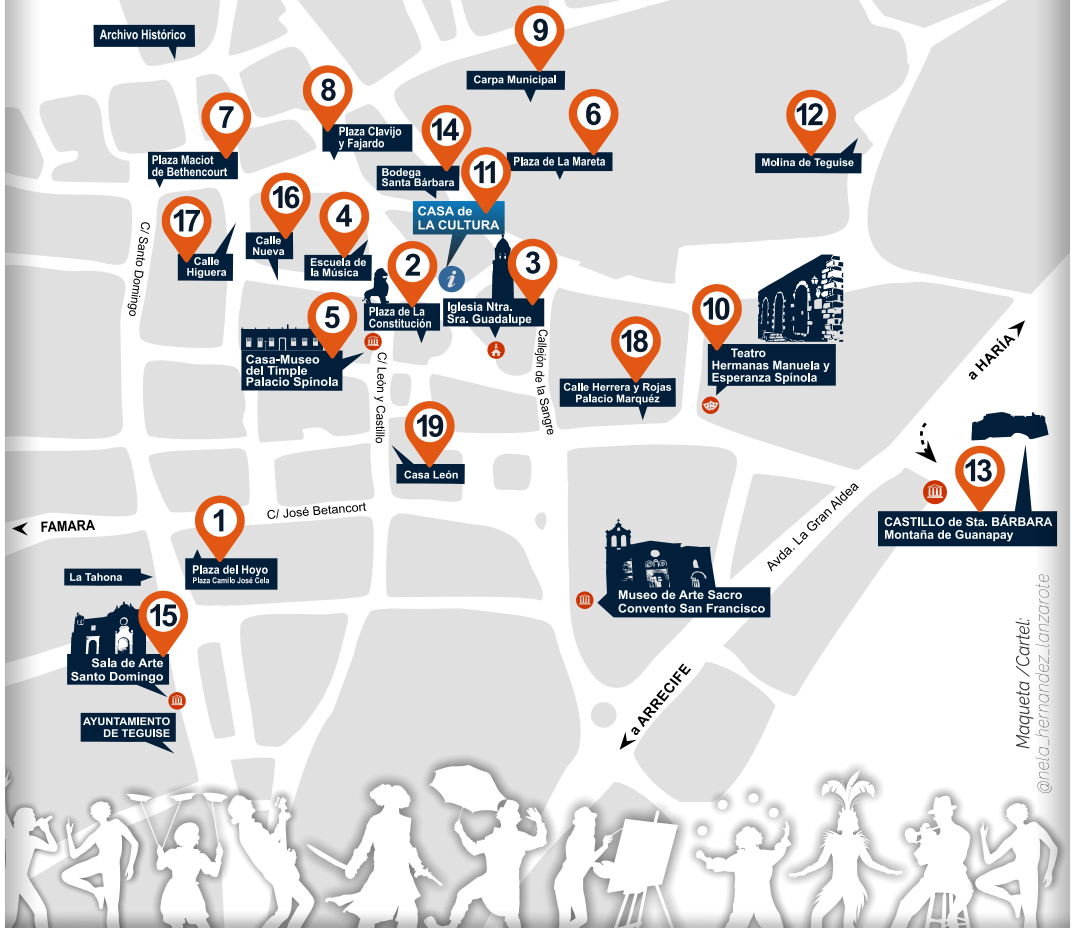 Archivo Histórico
9
Carpa Municipal
8
Plaza Clavijo
y Fajardo
7
Plaza Maciot
de Bethencourt
14
Bodega
Santa Bárbara
6
Plaza de La Mareta
12
Molina de Teguise
11
CASA de
LA CULTURA
i
17
Calle
Higuera
16
Calle
Nueva
4
Escuela de
la Música
2
Plaza de La
Constitución
3
Iglesia Ntra.
Sra. Guadalupe
C/ Santo Domingo
5
Casa-Museo
del Timple
Palacio Spínola
C/ León y Castillo
Callejón de la Sangre
18
Calle Herrera y Rojas
Palacio Marquéz
10
Teatro
Hermanas Manuela y
Esperanza Spínola
a HARÍA
19
Casa León
13
CASTILLO de Sta. BÁRBARA
Montaña de Guanapay
C/ José Betancort
FAMARA
1
Plaza del Hoyo
Plaza Camilo José Cela
Avda. La Gran Aldea
La Tahona
Museo de Arte Sacro
Convento San Francisco
15
Sala de Arte
Santo Domingo
AYUNTAMIENTO
DE TEGUISE
a ARRECIFE
Maqueta /Cartel:
@nela_hernandez_lanzarote